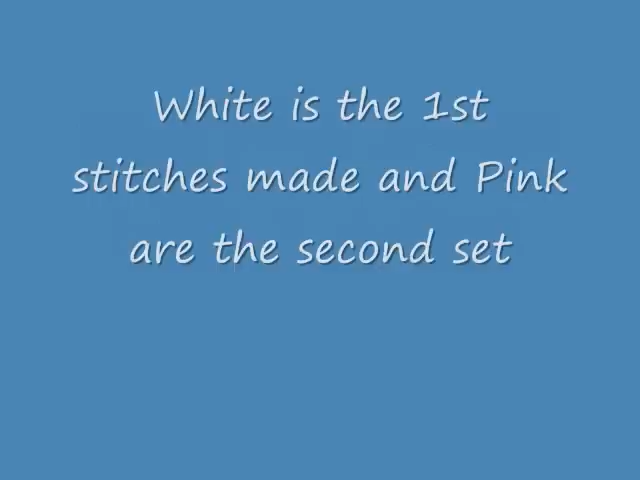 White is the 1st
stitches made and Pink
are the second set